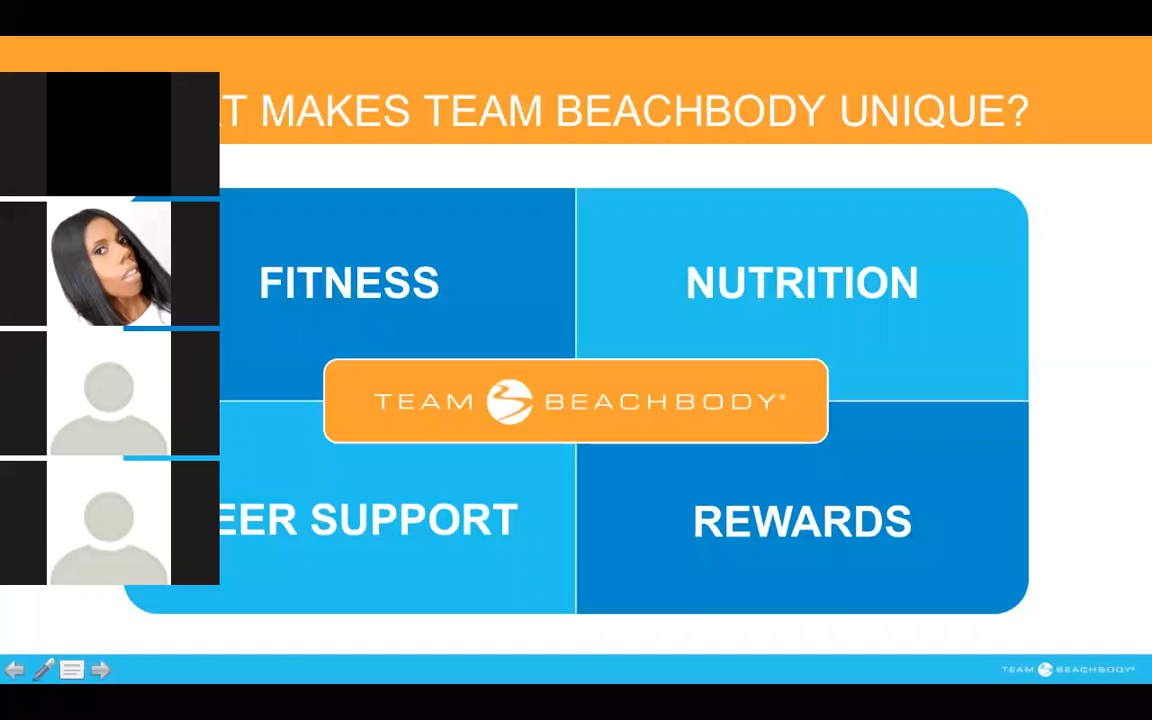 T MAKES TEAM BEACHBODY UNIQUE?
FITNESS
NUTRITION
TEAM BEACHBODY®
EER SUPPORT
REWARDS
TEAM BEACHBODY®